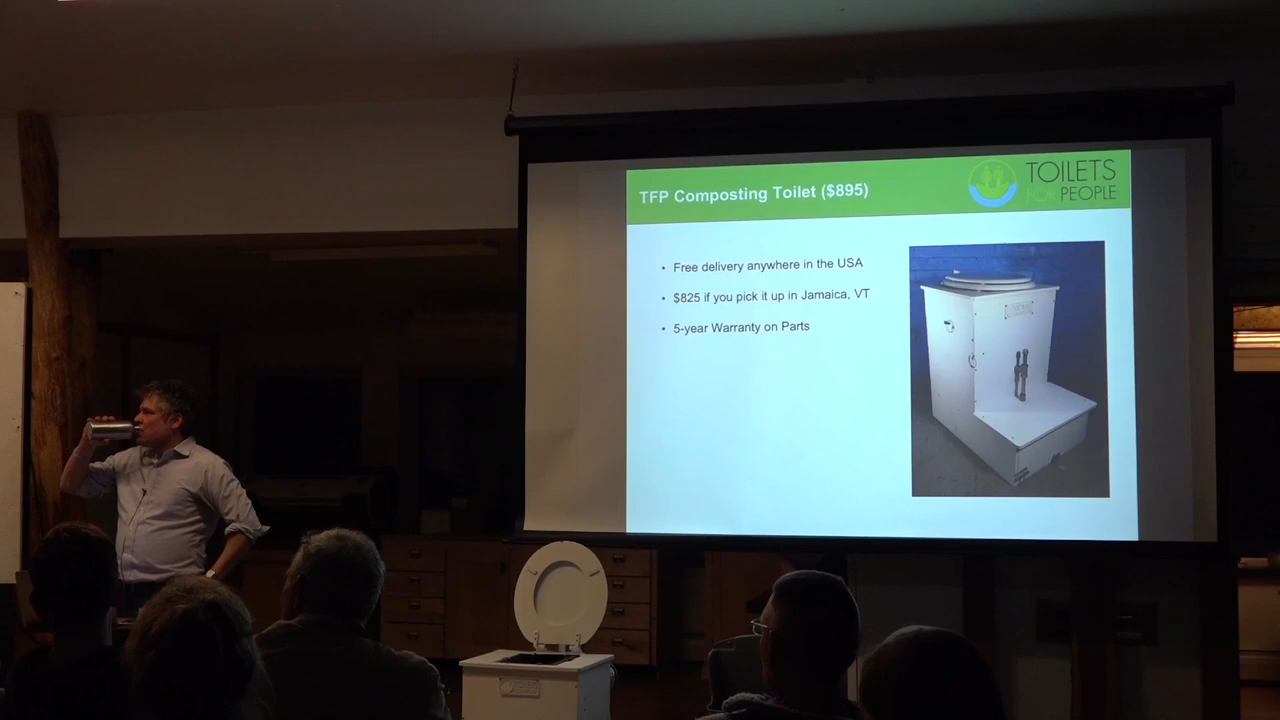 TFP Composting Toilet ($895)
TOILETS
FOR PEOPLE
• Free delivery anywhere in the USA
• $825 if you pick it up in Jamaica, VT
• 5-year Warranty on Parts